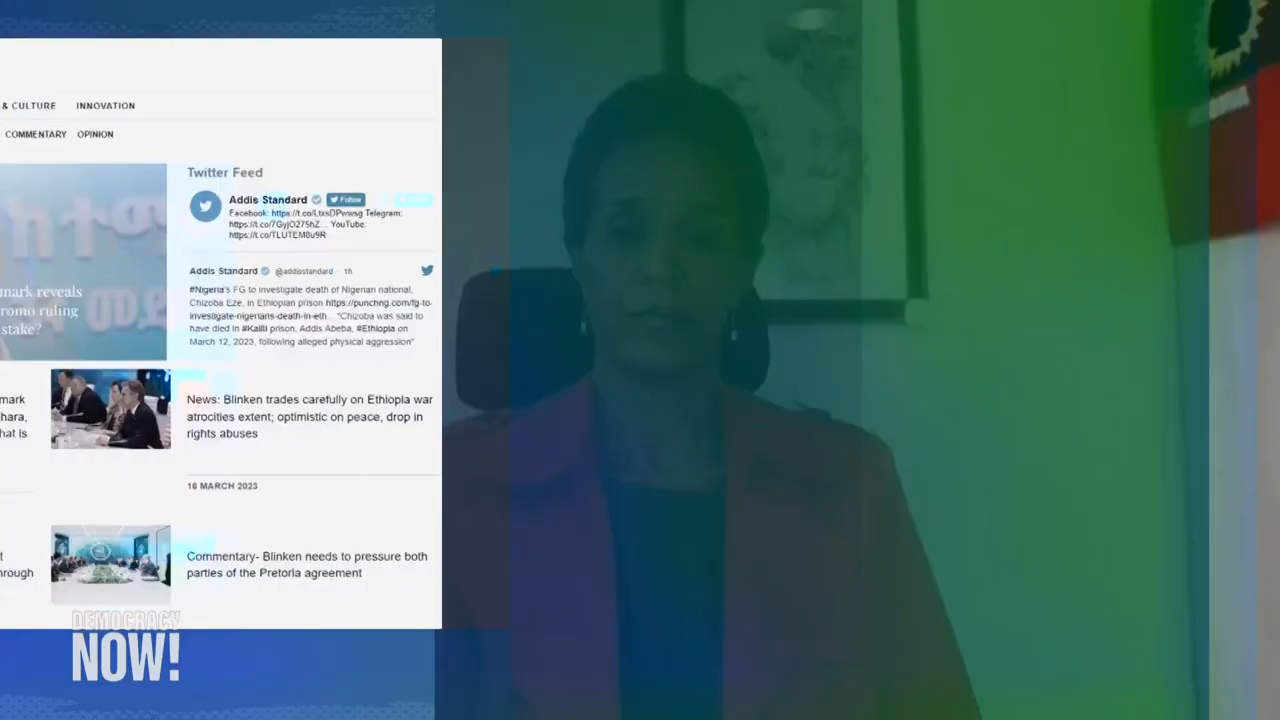 & CULTURE INNOVATION
COMMENTARY OPINION
mark reveals
romo ruling
stake?
Twitter Feed
Addis Standard Follow
Facebook: https://t.co/LtxsDPwwsg Telegram:
https://t.co/7GyjO275hZ... YouTube:
https://t.co/TLUTEM8u9R
Addis Standard @addisstandard · 1h
#Nigeria's FG to investigate death of Nigerian national,
Chizoba Eze, in Ethiopian prison https://punchng.com/fg-to-
investigate-nigerians-death-in-eth... "Chizoba was said to
have died in #Kaliti prison, Addis Abeba, #Ethiopia on
March 12, 2023, following alleged physical aggression"
mark
hara,
hat is
News: Blinken trades carefully on Ethiopia war
atrocities extent; optimistic on peace, drop in
rights abuses
16 MARCH 2023
t
hrough
Commentary- Blinken needs to pressure both
parties of the Pretoria agreement
DEMOCRACY
NOW!